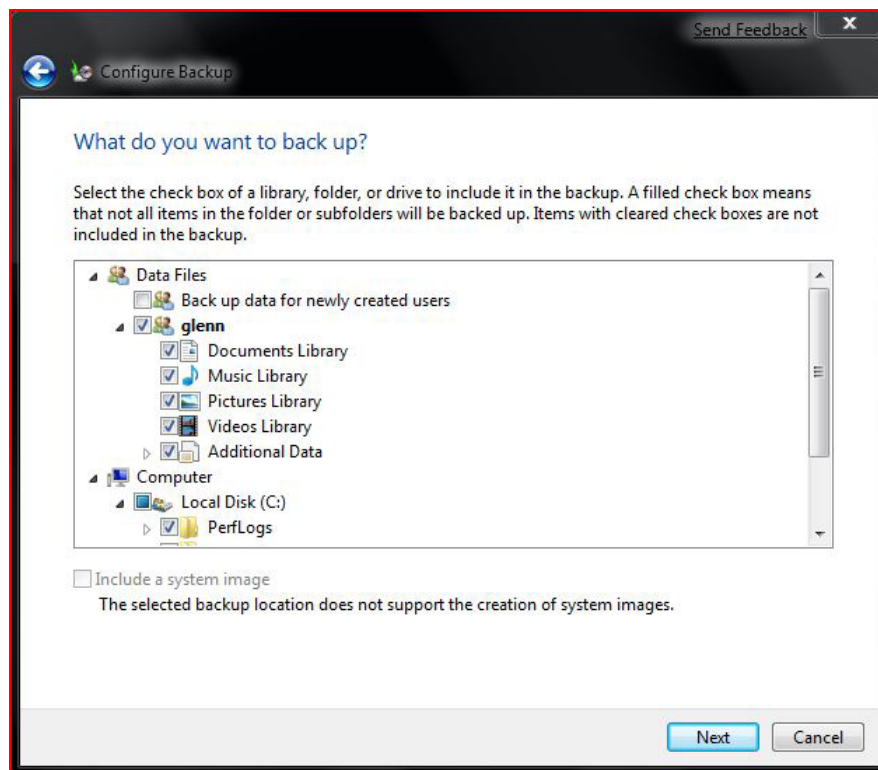 Send Feedback
Configure Backup
What do you want to back up?
Select the check box of a library, folder, or drive to include it in the backup. A filled check box means
that not all items in the folder or subfolders will be backed up. Items with cleared check boxes are not
included in the backup.
Data Files
Back up data for newly created users
glenn
Documents Library
Music Library
Pictures Library
Videos Library
Additional Data
Computer
Local Disk (C:)
PerfLogs
Include a system image
The selected backup location does not support the creation of system images.
Next Cancel